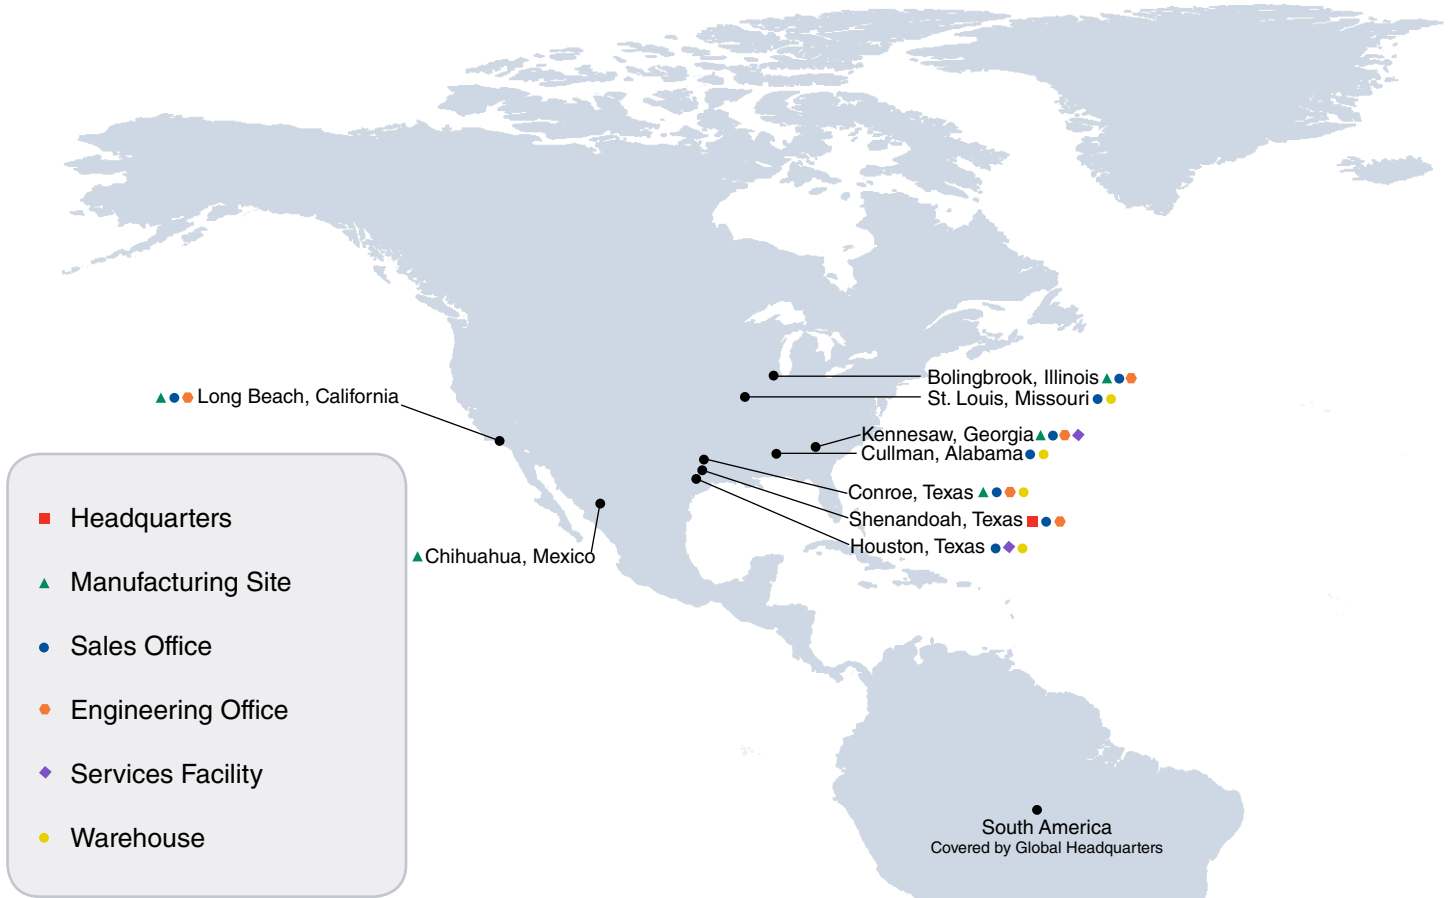 Bolingbrook, Illinois
St. Louis, Missouri
Long Beach, California
Kennesaw, Georgia
Cullman, Alabama
Conroe, Texas
Shenandoah, Texas
Houston, Texas
Chihuahua, Mexico
Headquarters
Manufacturing Site
Sales Office
Engineering Office
Services Facility
Warehouse
South America
Covered by Global Headquarters